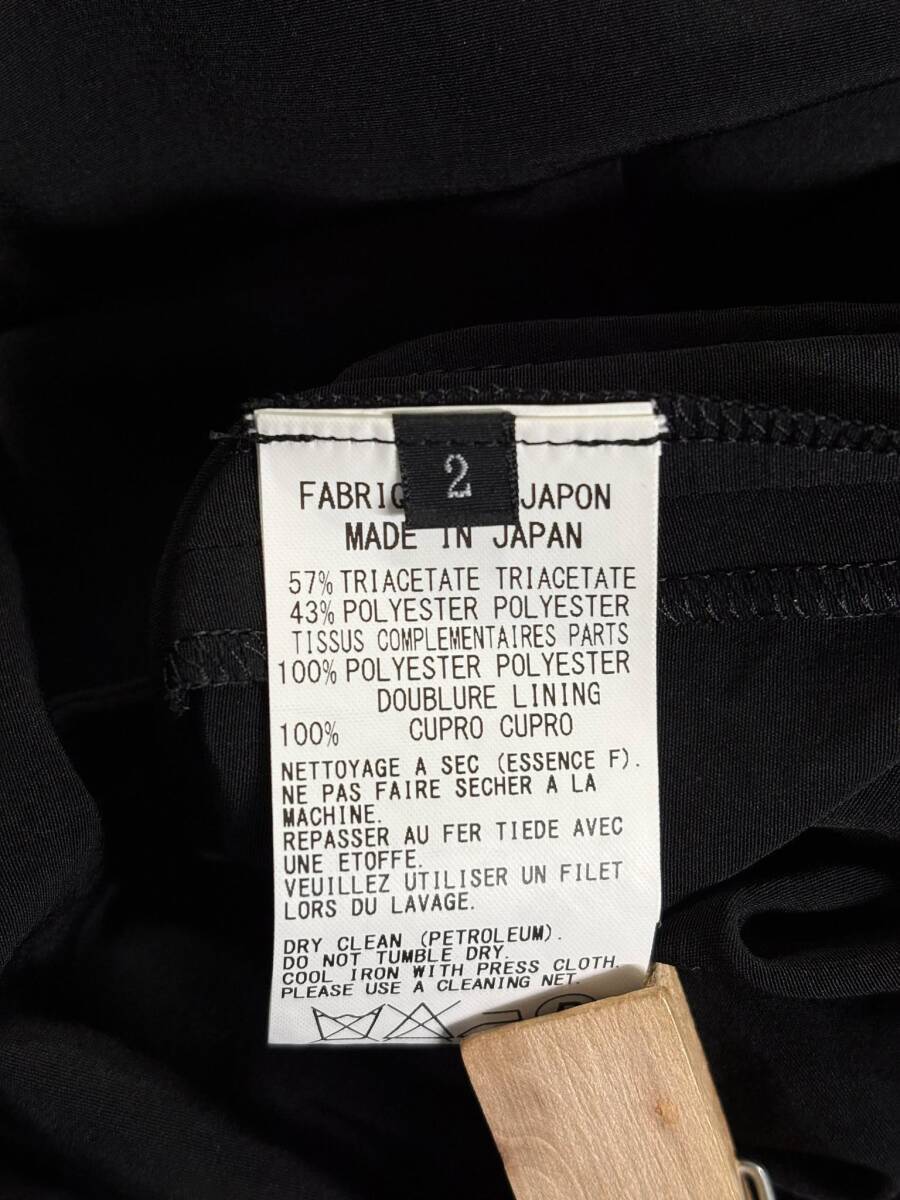 2
FABRIQ JAPON
MADE IN JAPAN
57% TRIACETATE TRIACETATE
43% POLYESTER POLYESTER
TISSUS COMPLEMENTAIRES PARTS
100% POLYESTER POLYESTER
DOUBLURE LINING
100% CUPRO CUPRO
NETTOYAGE A SEC (ESSENCE F).
NE PAS FAIRE SECHER A LA
MACHINE.
REPASSER AU FER TIEDE AVEC
UNE ETOFFE.
VEUILLEZ UTILISER UN FILET
LORS DU LAVAGE.
DRY CLEAN (PETROLEUM).
DO NOT TUMBLE DRY.
COOL IRON WITH PRESS CLOTH.
PLEASE USE A CLEANING NET.